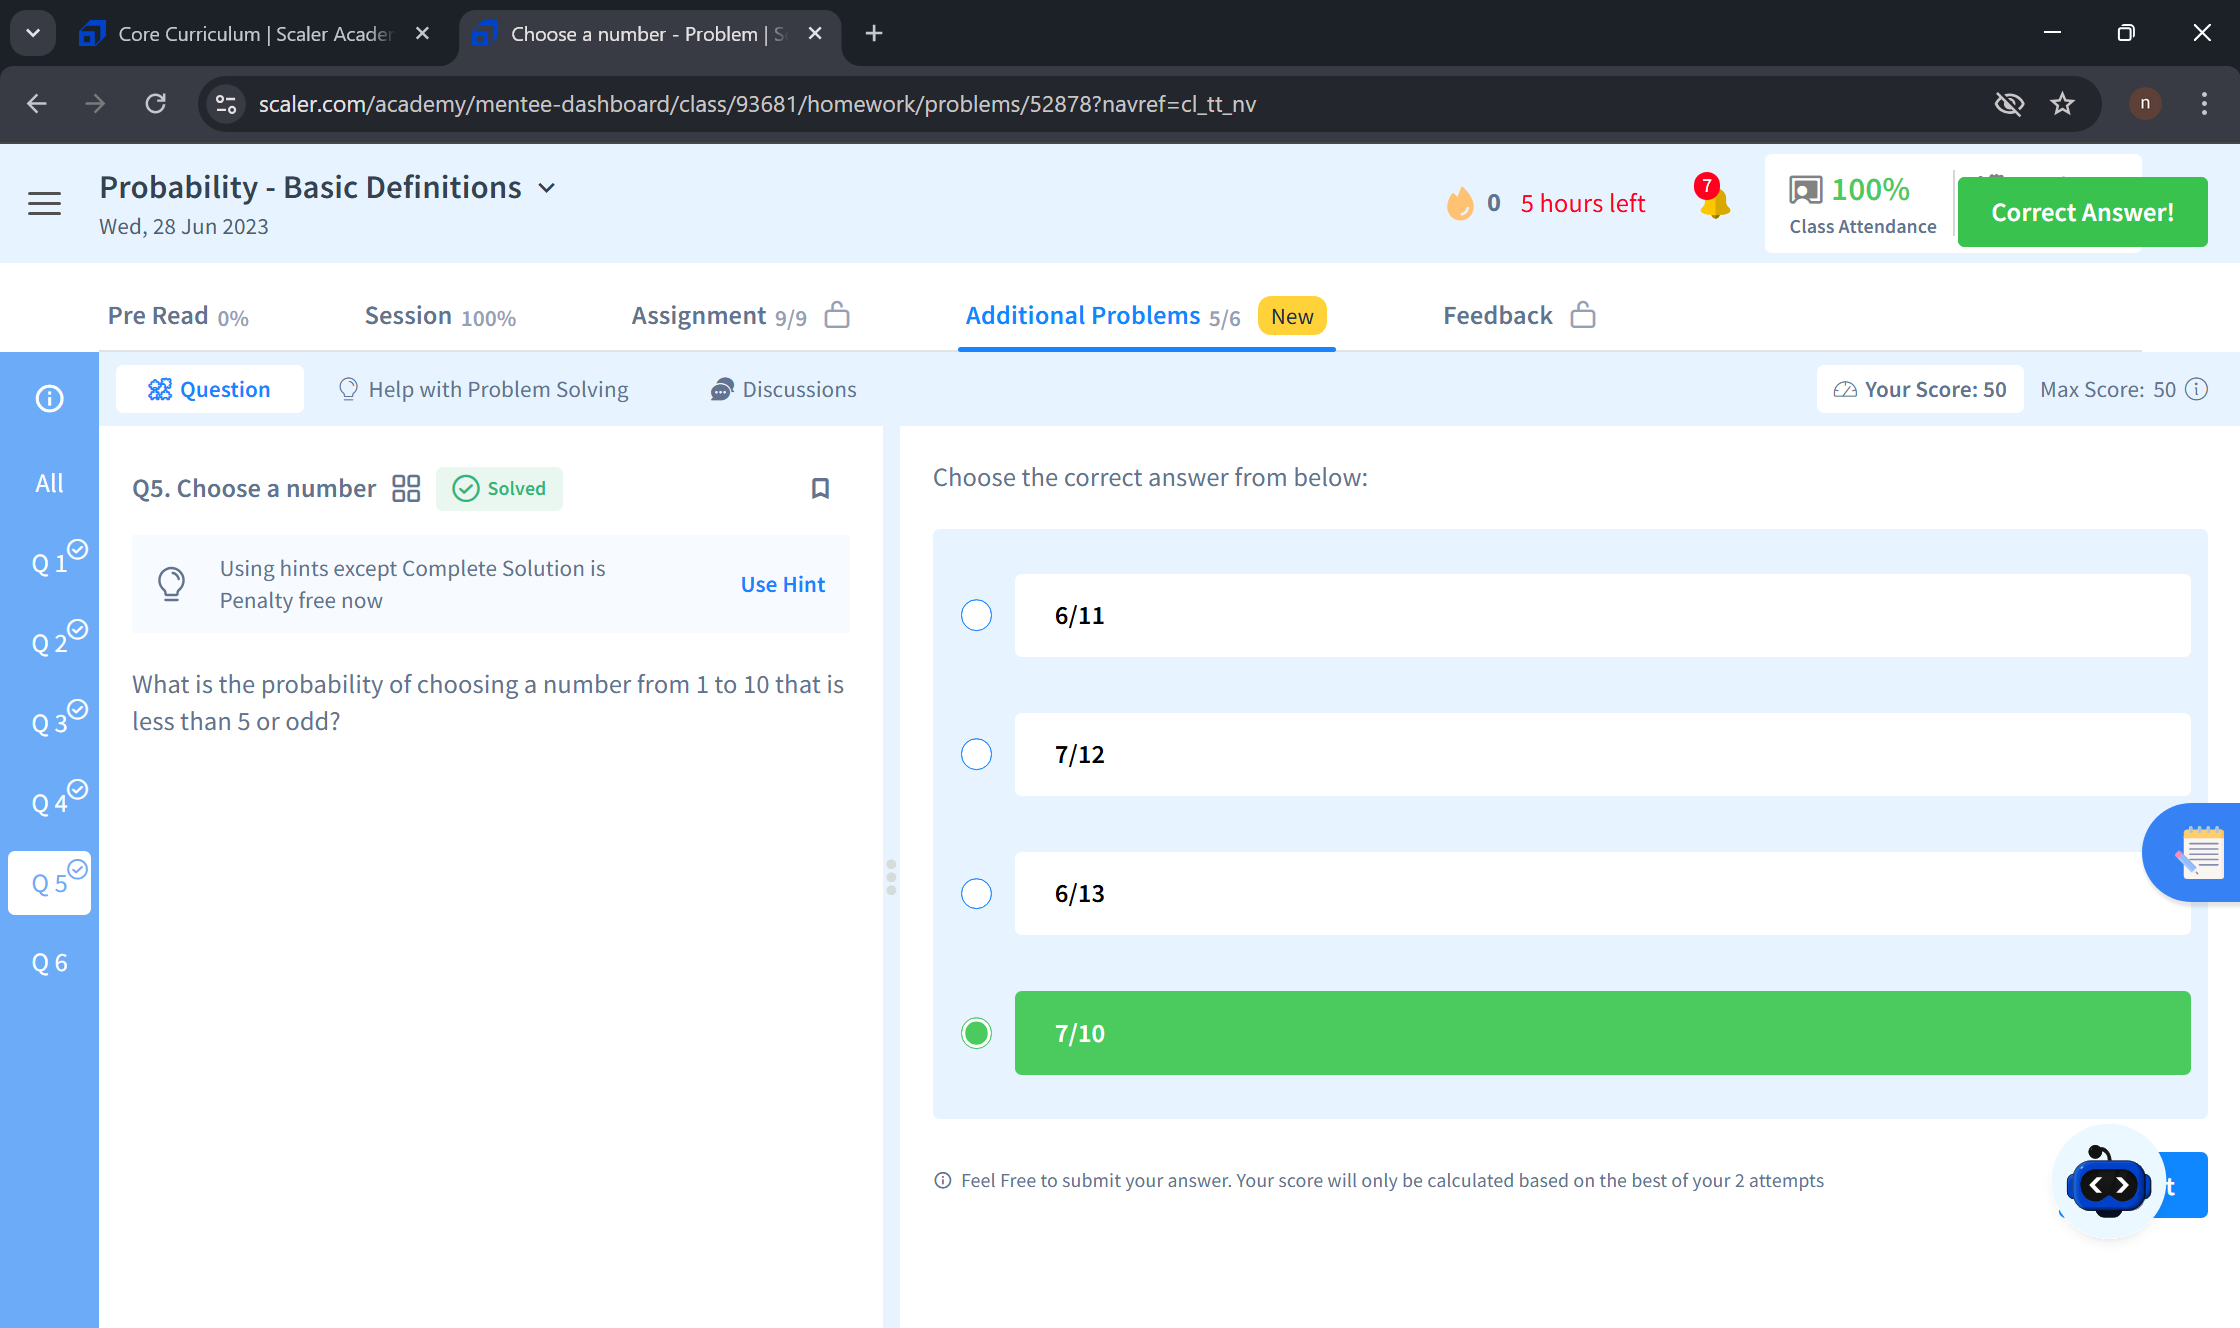 Core Curriculum | Scaler Acader
Choose a number - Problem | S
scaler.com/academy/mentee-dashboard/class/93681/homework/problems/52878?navref=cl_tt_nv
n
Probability - Basic Definitions
Wed, 28 Jun 2023
0 5 hours left
7
100%
Class Attendance
Correct Answer!
Pre Read 0%
Session 100%
Assignment 9/9
Additional Problems 5/6 New
Feedback
Question
Help with Problem Solving
Discussions
Your Score: 50
Max Score: 50
All
Q 1
Q 2
Q 3
Q 4
Q 5
Q 6
Q5. Choose a number
Solved
Using hints except Complete Solution is
Penalty free now
Use Hint
What is the probability of choosing a number from 1 to 10 that is
less than 5 or odd?
Choose the correct answer from below:
6/11
7/12
6/13
7/10
Feel Free to submit your answer. Your score will only be calculated based on the best of your 2 attempts
t